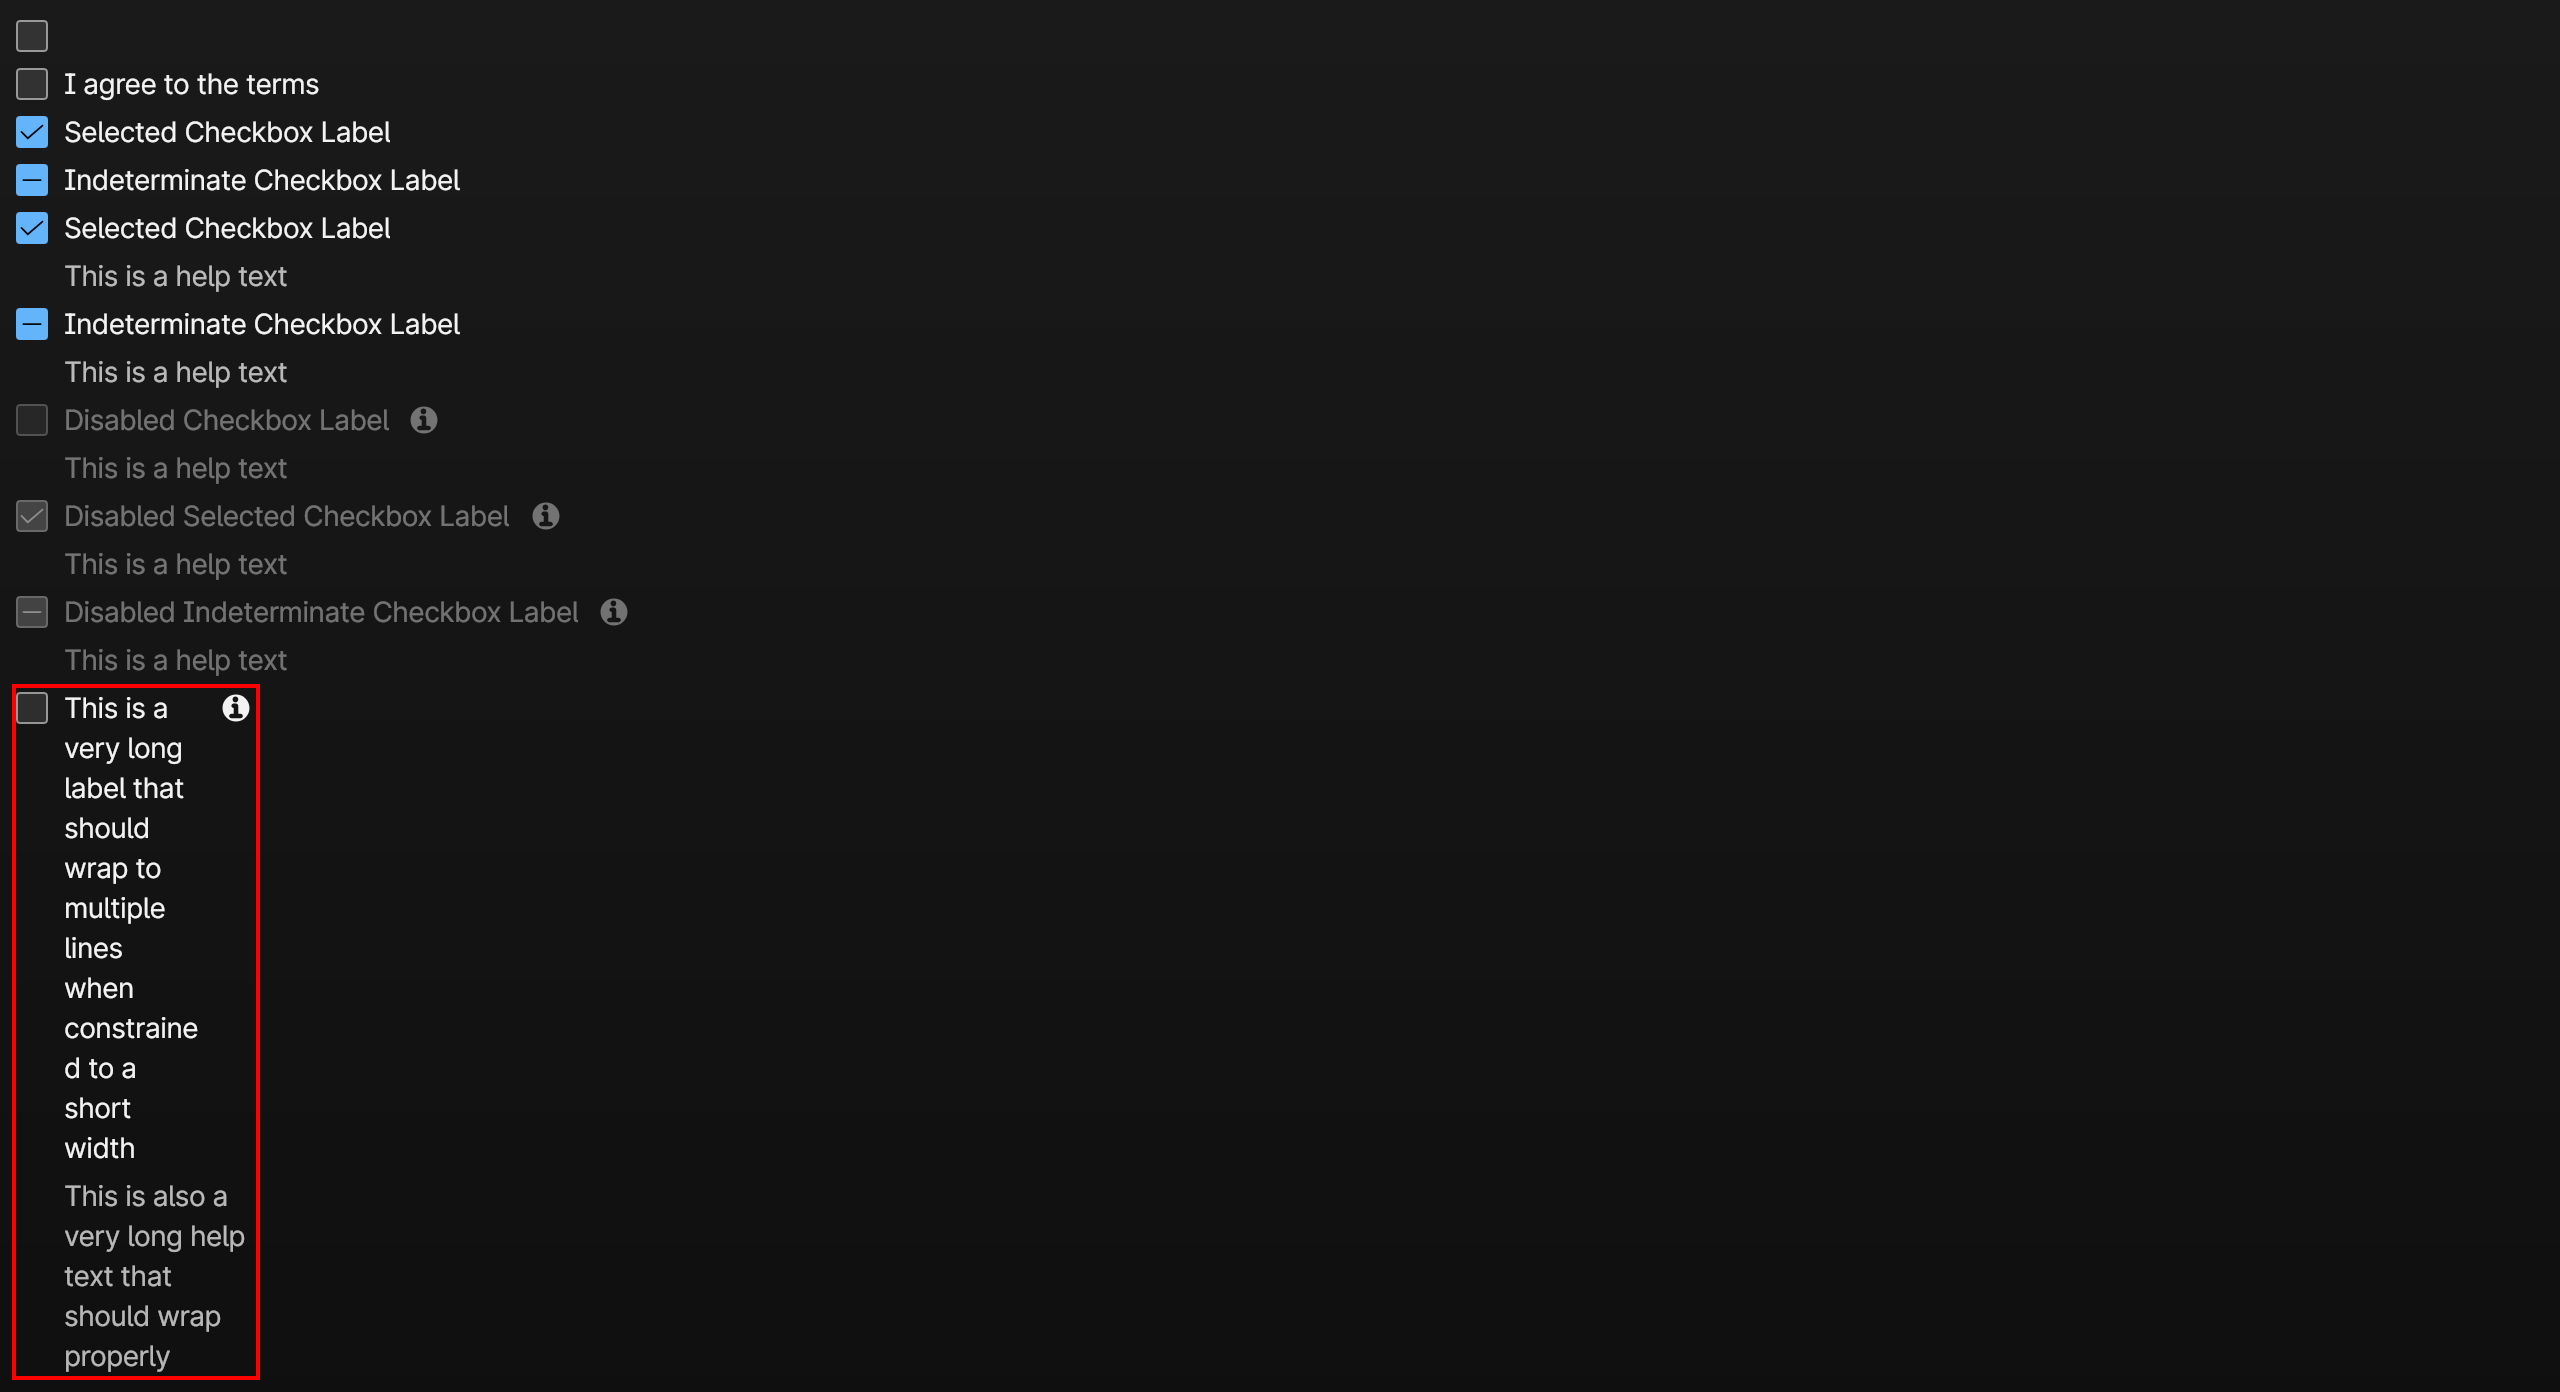 I agree to the terms
Selected Checkbox Label
Indeterminate Checkbox Label
Selected Checkbox Label
This is a help text
Indeterminate Checkbox Label
This is a help text
Disabled Checkbox Label
This is a help text
Disabled Selected Checkbox Label
This is a help text
Disabled Indeterminate Checkbox Label
This is a help text
This is a
very long
label that
should
wrap to
multiple
lines
when
constraine
d to a
short
width
This is also a
very long help
text that
should wrap
properly